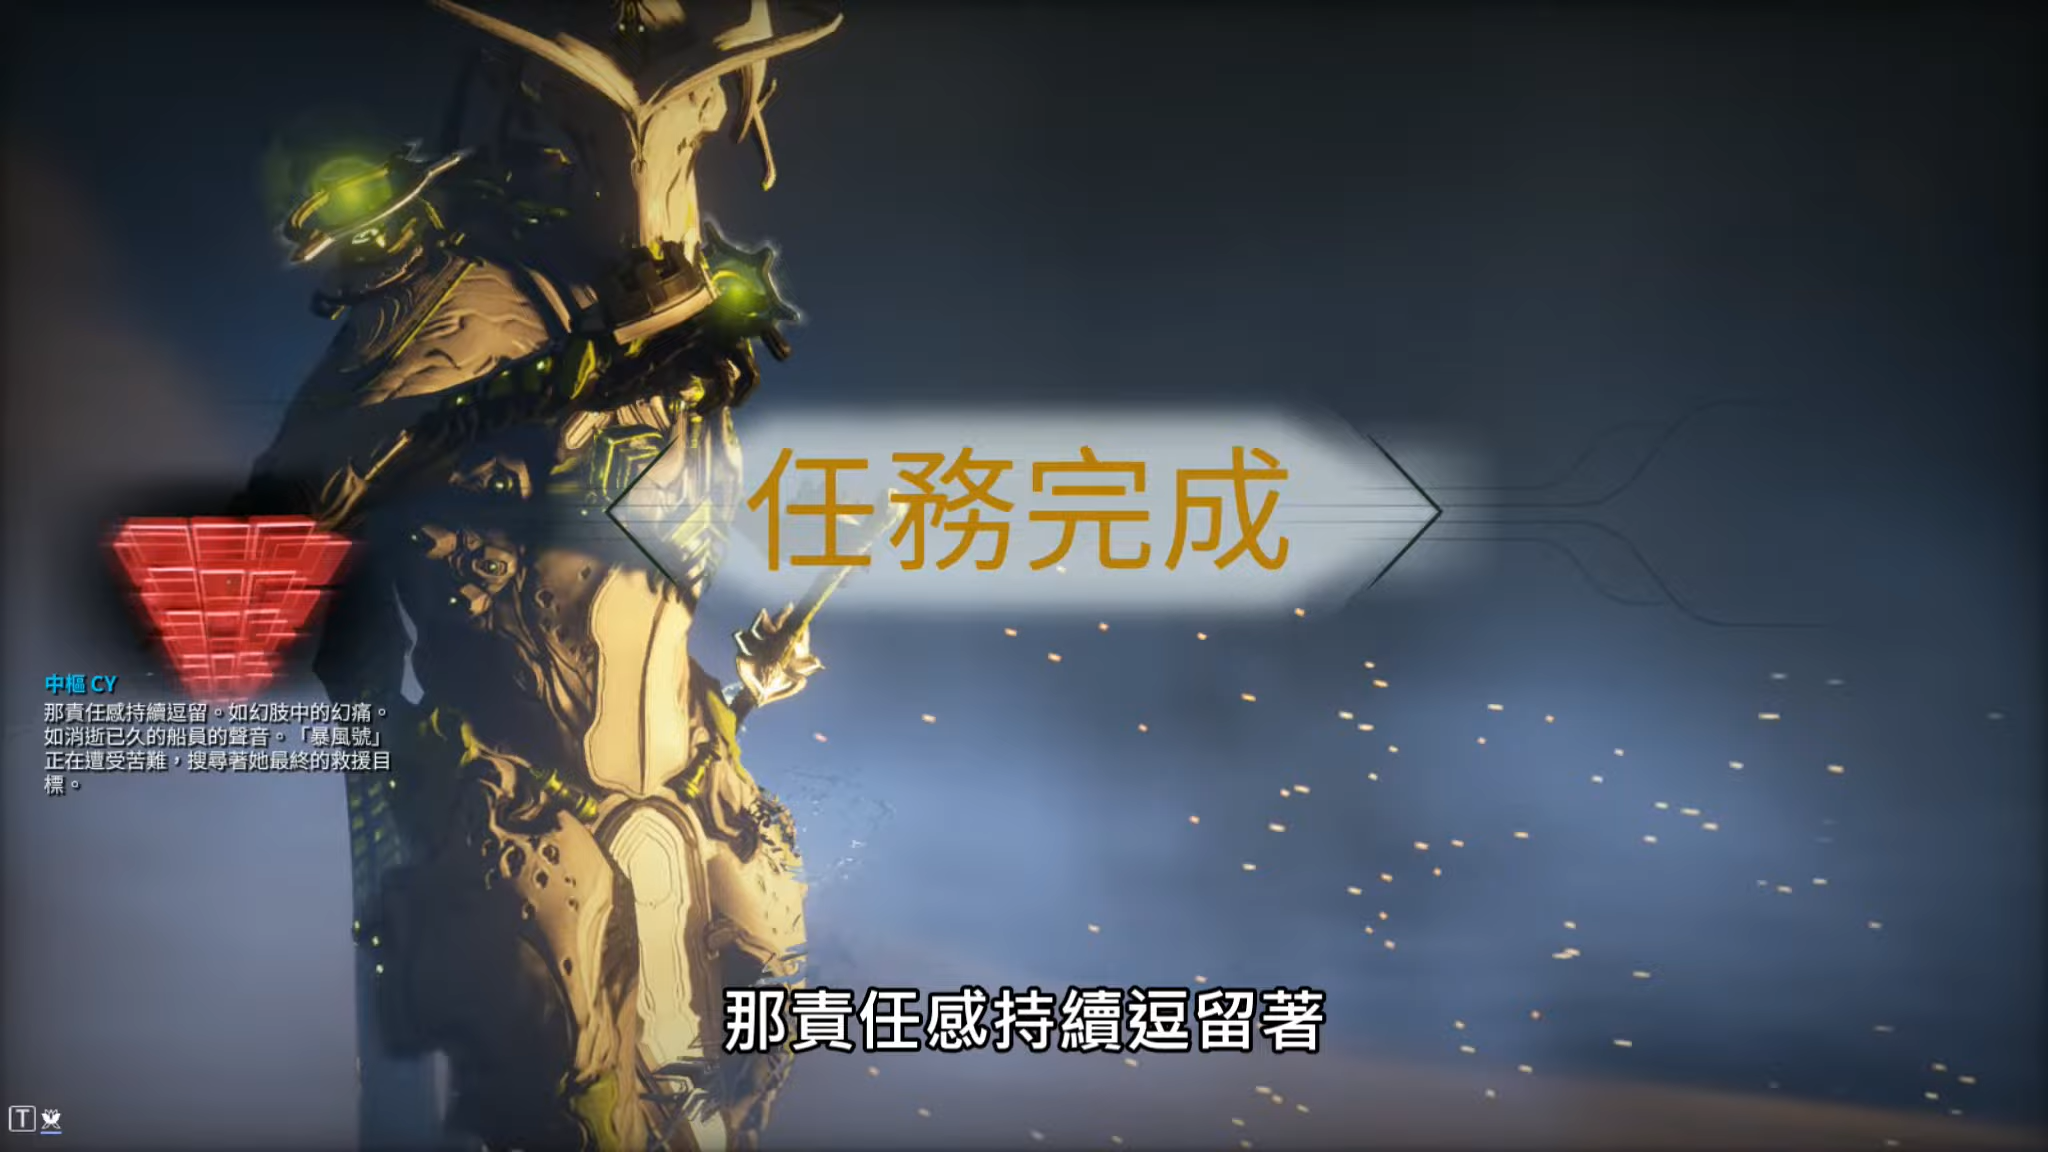 任務完成
中樞 CY
那責任感持續逗留。如幻肢中的幻痛。
如消逝已久的船員的聲音。「暴風號」
正在遭受苦難，搜尋著她最終的救援目
標。
那責任感持續逗留著
T